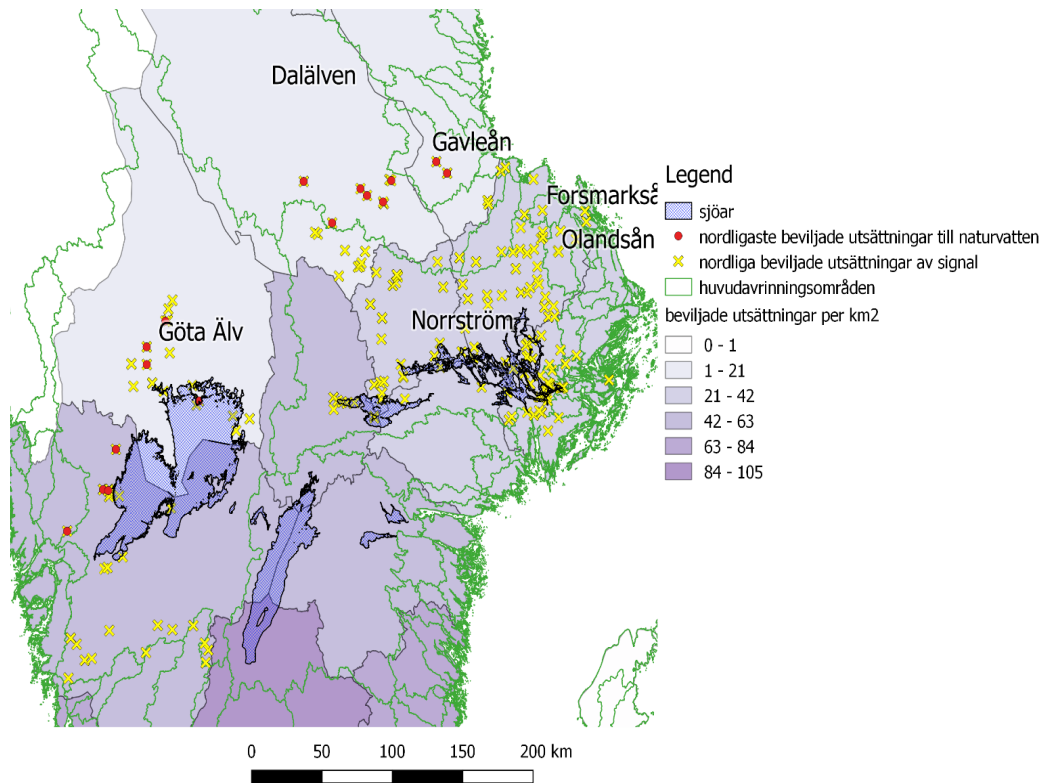 Dalälven
Gavleån
Forsmarkså
Olandsån
Norrström
Göta Älv
Legend
sjöar
nordligaste beviljade utsättningar till naturvatten
nordliga beviljade utsättningar av signal
huvudavrinningsområden
beviljade utsättningar per km2
0 - 1
1 - 21
21 - 42
42 - 63
63 - 84
84 - 105
0 50 100 150 200 km